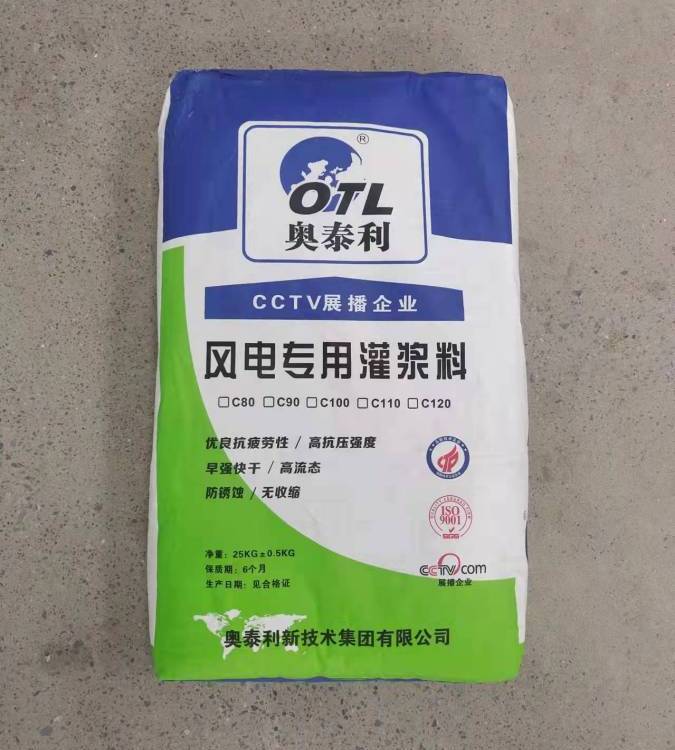 ®
OTL
奥泰利
CCTV展播企业
风电专用灌浆料
□C80 □C90 □C100 □C110 □C120
优良抗疲劳性 / 高抗压强度
早强快干 / 高流态
防锈蚀 / 无收缩
ISO
9001
SGS
净重: 25KG±0.5KG
保质期: 6个月
生产日期: 见合格证
CCTV.com
展播企业
奥泰利新技术集团有限公司